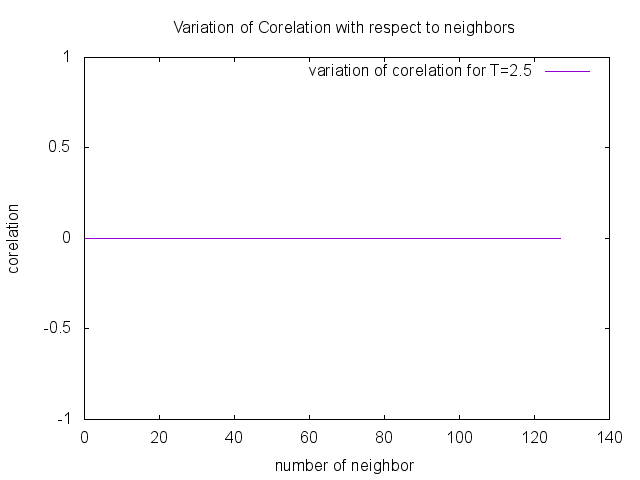 Variation of Corelation with respect to neighbors
variation of corelation for T=2.5
1
0.5
0
-0.5
-1
corelation
0 20 40 60 80 100 120 140
number of neighbor